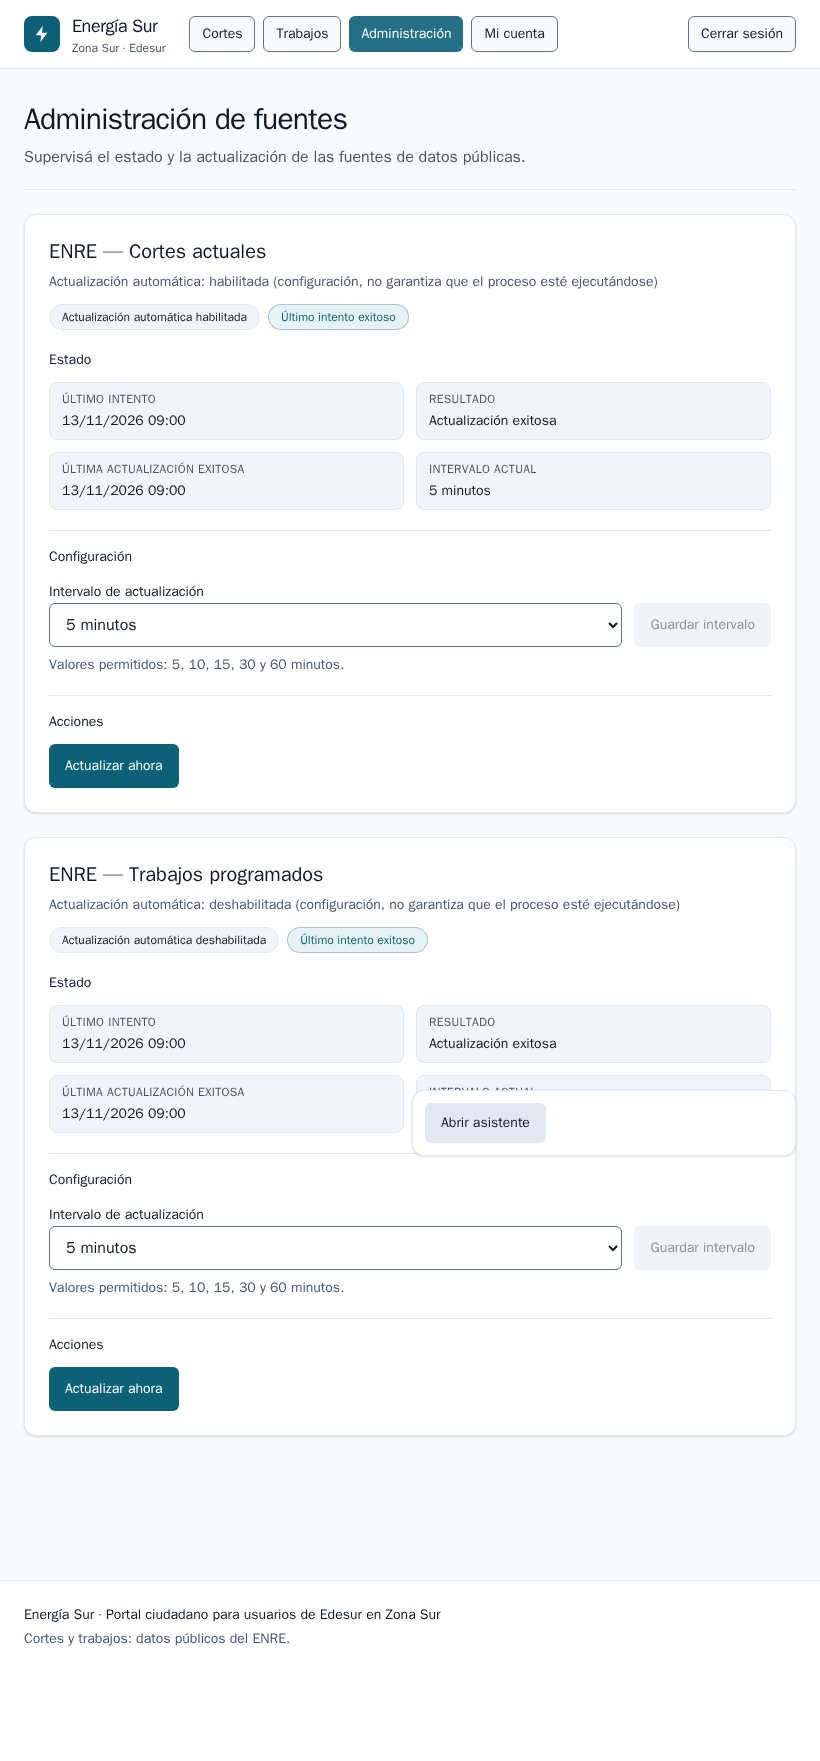 Energía Sur
Zona Sur · Edesur
Cortes
Trabajos
Administración
Mi cuenta
Cerrar sesión
Administración de fuentes
Supervisá el estado y la actualización de las fuentes de datos públicas.
ENRE — Cortes actuales
Actualización automática: habilitada (configuración, no garantiza que el proceso esté ejecutándose)
Actualización automática habilitada
Último intento exitoso
Estado
ÚLTIMO INTENTO
13/11/2026 09:00
RESULTADO
Actualización exitosa
ÚLTIMA ACTUALIZACIÓN EXITOSA
13/11/2026 09:00
INTERVALO ACTUAL
5 minutos
Configuración
Intervalo de actualización
5 minutos
Guardar intervalo
Valores permitidos: 5, 10, 15, 30 y 60 minutos.
Acciones
Actualizar ahora
ENRE — Trabajos programados
Actualización automática: deshabilitada (configuración, no garantiza que el proceso esté ejecutándose)
Actualización automática deshabilitada
Último intento exitoso
Estado
ÚLTIMO INTENTO
13/11/2026 09:00
RESULTADO
Actualización exitosa
ÚLTIMA ACTUALIZACIÓN EXITOSA
13/11/2026 09:00
INTERVALO ACTUAL
Abrir asistente
Configuración
Intervalo de actualización
5 minutos
Guardar intervalo
Valores permitidos: 5, 10, 15, 30 y 60 minutos.
Acciones
Actualizar ahora
Energía Sur · Portal ciudadano para usuarios de Edesur en Zona Sur
Cortes y trabajos: datos públicos del ENRE.